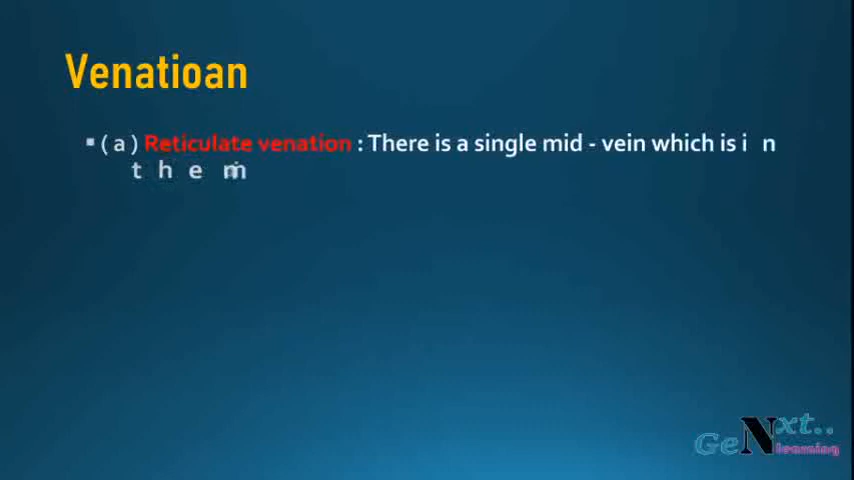 Venatioan
▪ ( a ) Reticulate venation : There is a single mid - vein which is i n
t h e
GeNxt..
learning